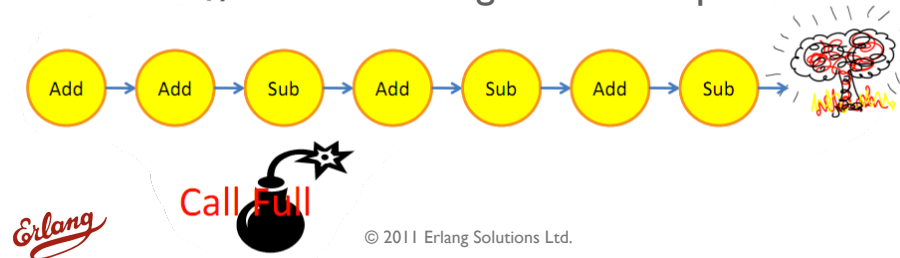 Add Add Sub Add Sub Add Sub
Call Full
Erlang
© 2011 Erlang Solutions Ltd.